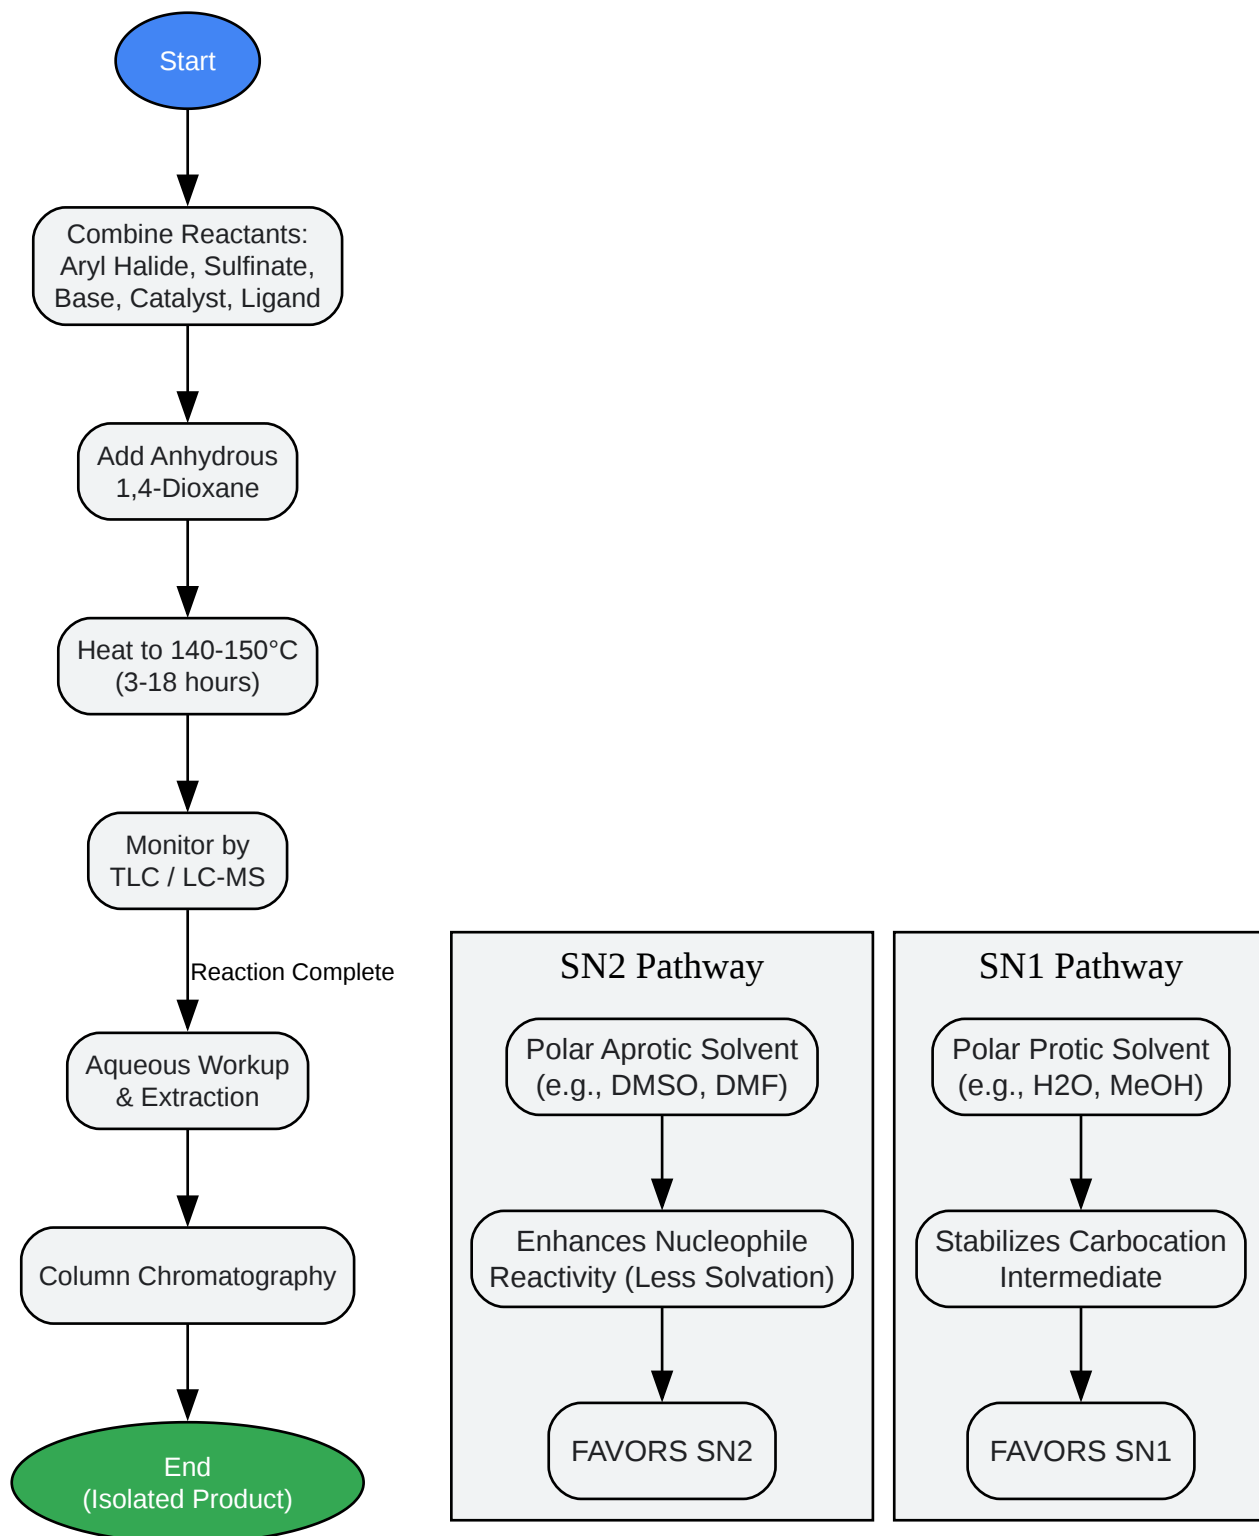 Start
Combine Reactants:
Aryl Halide, Sulfinate,
Base, Catalyst, Ligand
Add Anhydrous
1,4-Dioxane
Heat to 140-150°C
(3-18 hours)
Monitor by
TLC / LC-MS
Reaction Complete
Aqueous Workup
& Extraction
Column Chromatography
End
(Isolated Product)
SN2 Pathway
Polar Aprotic Solvent
(e.g., DMSO, DMF)
Enhances Nucleophile
Reactivity (Less Solvation)
FAVORS SN2
SN1 Pathway
Polar Protic Solvent
(e.g., H2O, MeOH)
Stabilizes Carbocation
Intermediate
FAVORS SN1